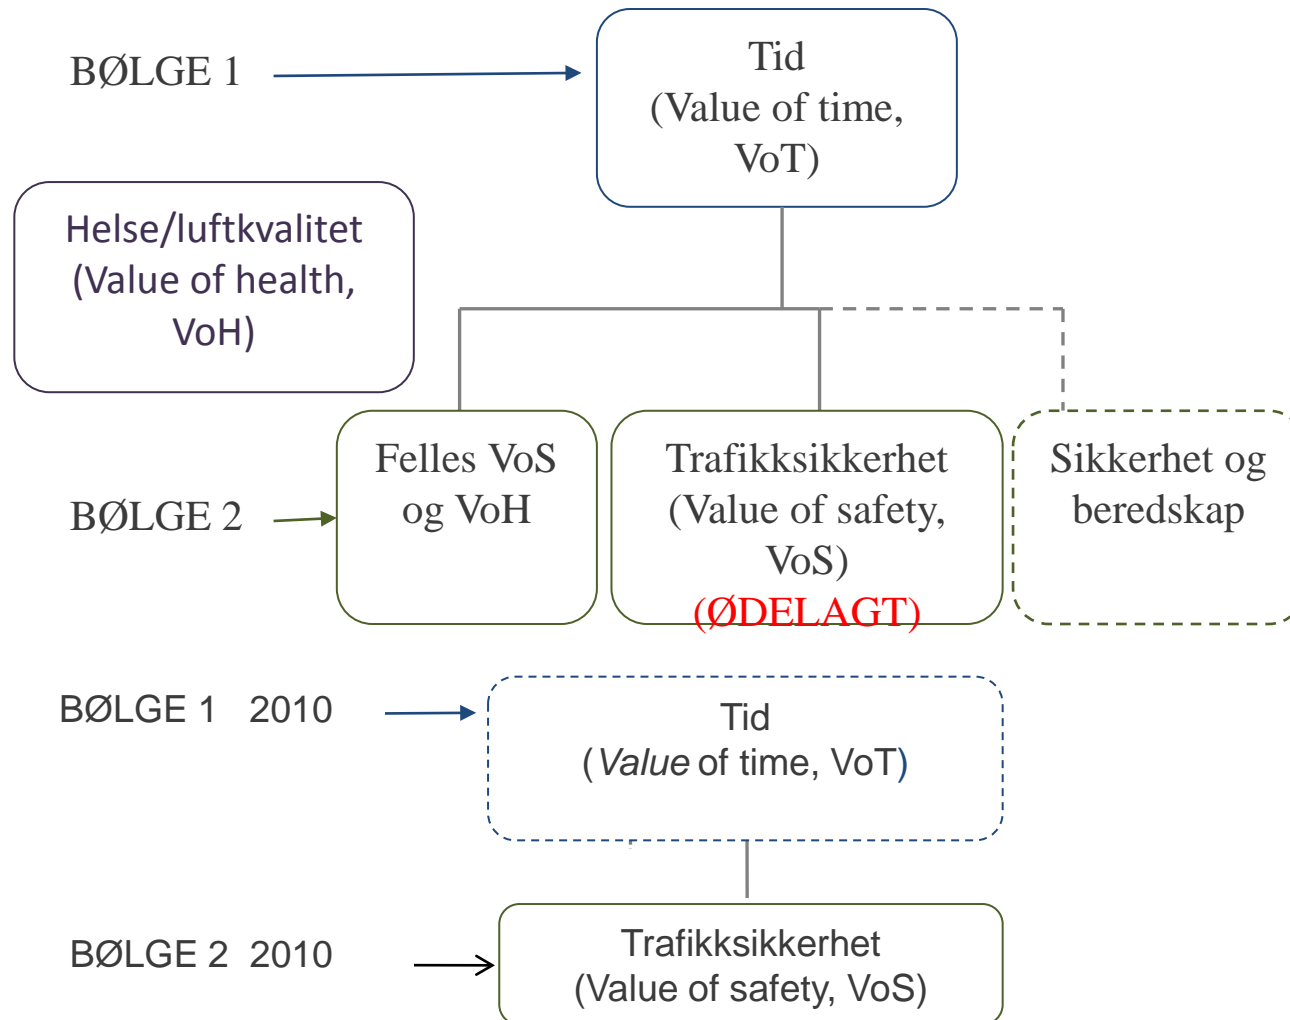 BØLGE 1
Tid
(Value of time,
VoT)
Helse/luftkvalitet
(Value of health,
VoH)
BØLGE 2
Felles VoS
og VoH
Trafikksikkerhet
(Value of safety,
VoS)
(ØDELAGT)
Sikkerhet og
beredskap
BØLGE 1 2010
Tid
(Value of time, VoT)
BØLGE 2 2010
Trafikksikkerhet
(Value of safety, VoS)